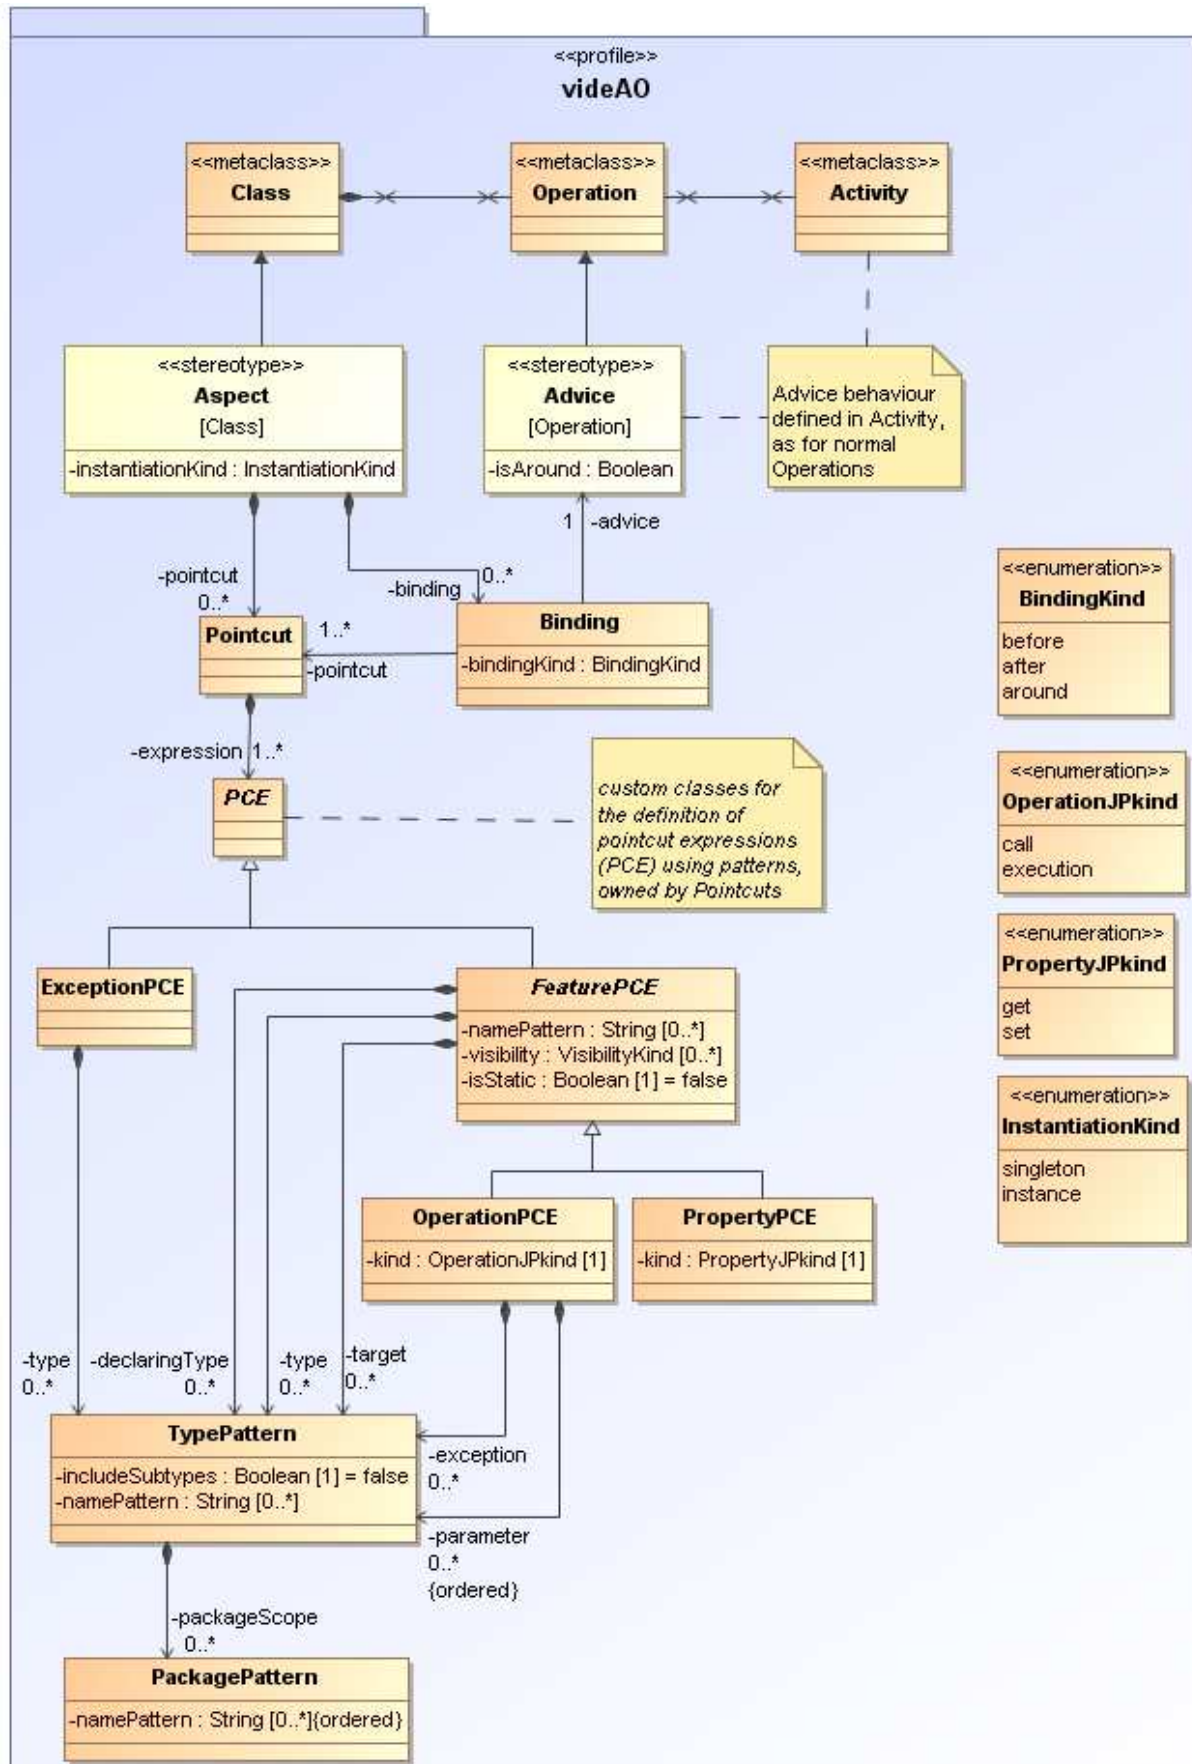 <<profile>>
videAO
<<metaclass>>
Class
<<metaclass>>
Operation
<<metaclass>>
Activity
<<stereotype>>
Aspect
[Class]
-instantiationKind : InstantiationKind
<<stereotype>>
Advice
[Operation]
-isAround : Boolean
Advice behaviour
defined in Activity,
as for normal
Operations
1
-advice
-pointcut
0..*
0..*
-binding
Pointcut
1..*
-pointcut
Binding
-bindingKind : BindingKind
<<enumeration>>
BindingKind
before
after
around
-expression
1..*
PCE
custom classes for
the definition of
pointcut expressions
(PCE) using patterns,
owned by Pointcuts
<<enumeration>>
OperationJPkind
call
execution
<<enumeration>>
PropertyJPkind
get
set
ExceptionPCE
FeaturePCE
-namePattern : String [0..*]
-visibility : VisibilityKind [0..*]
-isStatic : Boolean [1] = false
<<enumeration>>
InstantiationKind
singleton
instance
OperationPCE
-kind : OperationJPkind [1]
PropertyPCE
-kind : PropertyJPkind [1]
-type
0..*
-declaringType
0..*
-type
0..*
-target
0..*
TypePattern
-includeSubtypes : Boolean [1] = false
-namePattern : String [0..*]
-exception
0..*
-parameter
0..*
{ordered}
-packageScope
0..*
PackagePattern
-namePattern : String [0..*]{ordered}